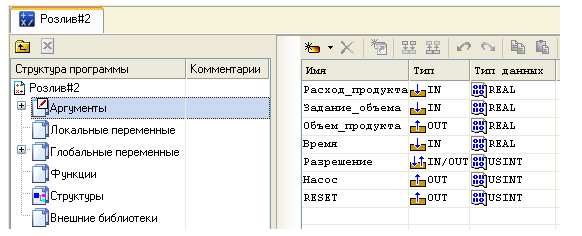 Розлив#2
Структура программы Комментарии
Розлив#2
Аргументы
Локальные переменные
Глобальные переменные
Функции
Структуры
Внешние библиотеки
Имя Тип Тип данных
Расход_продукта IN REAL
Задание_объема IN REAL
Объем_продукта OUT REAL
Время IN REAL
Разрешение IN/OUT USINT
Насос OUT USINT
RESET OUT USINT